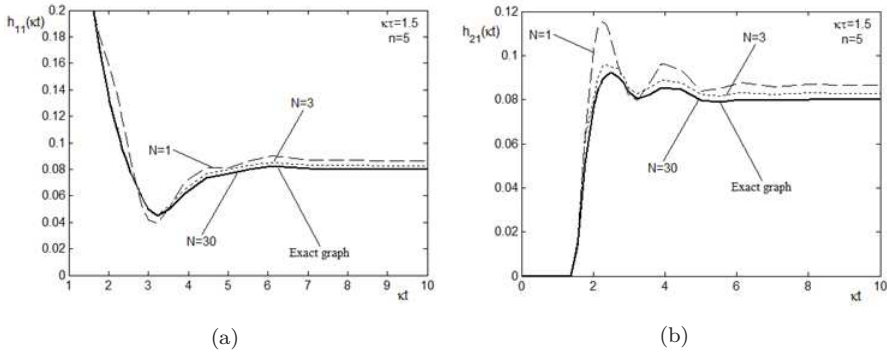 h11(κt)
0.2
0.18
0.16
0.14
0.12
0.1
0.08
0.06
0.04
0.02
0
κτ=1.5
n=5
N=3
N=1
N=30
Exact graph
1 2 3 4 5 6 7 8 9 10
κt
(a)
h21(κt)
0.12
0.1
0.08
0.06
0.04
0.02
0
κτ=1.5
n=5
N=1
N=3
N=30
Exact graph
0 2 4 6 8 10
κt
(b)